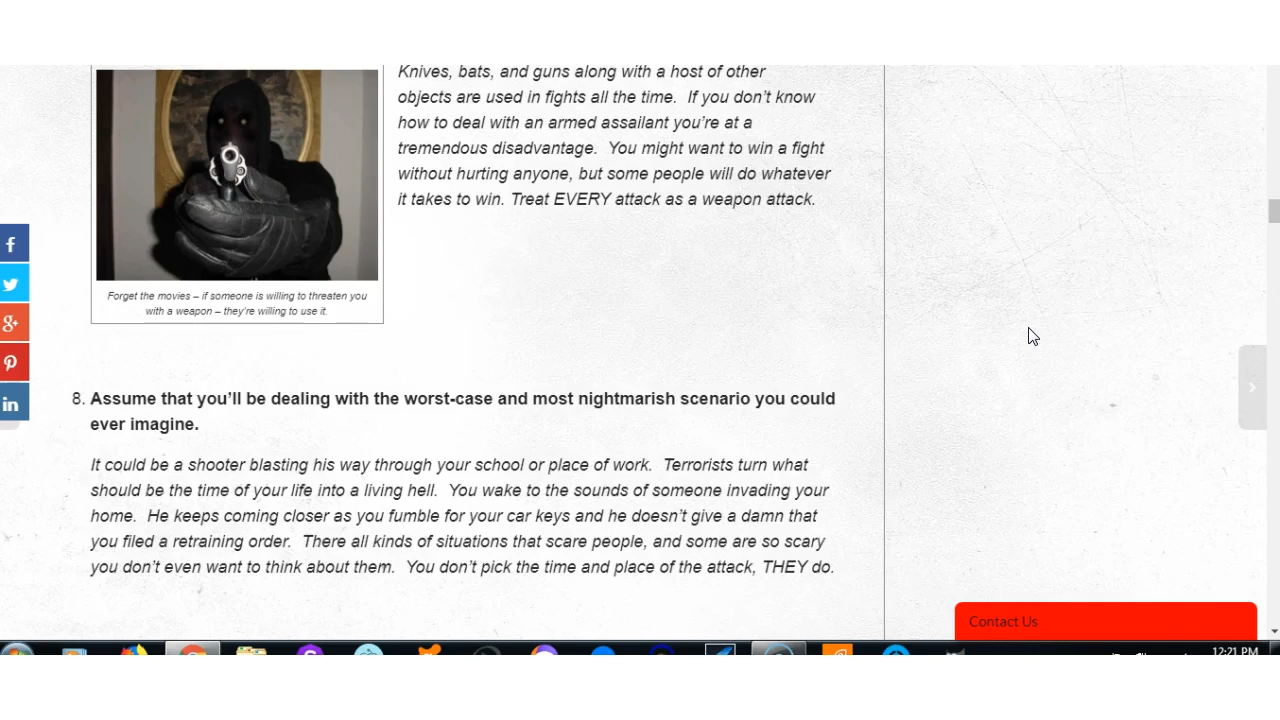 Knives, bats, and guns along with a host of other
objects are used in fights all the time.  If you don't know
how to deal with an armed assailant you're at a
tremendous disadvantage.  You might want to win a fight
without hurting anyone, but some people will do whatever
it takes to win. Treat EVERY attack as a weapon attack.
Forget the movies – if someone is willing to threaten you
with a weapon – they're willing to use it.
8. Assume that you'll be dealing with the worst-case and most nightmarish scenario you could
ever imagine.
It could be a shooter blasting his way through your school or place of work.  Terrorists turn what
should be the time of your life into a living hell.  You wake to the sounds of someone invading your
home.  He keeps coming closer as you fumble for your car keys and he doesn't give a damn that
you filed a retraining order.  There all kinds of situations that scare people, and some are so scary
you don't even want to think about them.  You don't pick the time and place of the attack, THEY do.
Contact Us
12:21 PM